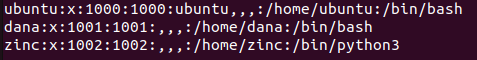 ubuntu:x:1000:1000:ubuntu,,,:/home/ubuntu:/bin/bash
dana:x:1001:1001:,,,:/home/dana:/bin/bash
zinc:x:1002:1002:,,,:/home/zinc:/bin/python3